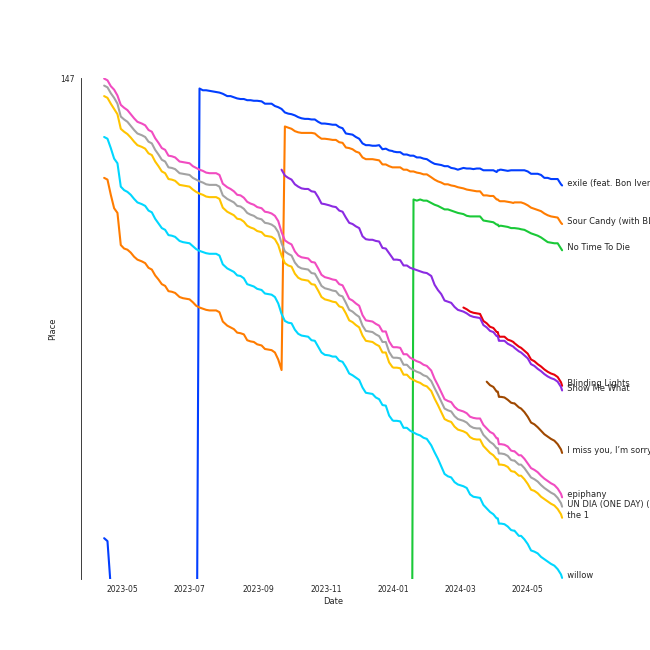 147
exile (feat. Bon Iver
Sour Candy (with Bl
No Time To Die
Place
Blinding Lights
Show Me What
I miss you, I'm sorry
epiphany
UN DIA (ONE DAY) (
the 1
willow
2023-05
2023-07
2023-09
2023-11
2024-01
2024-03
2024-05
Date